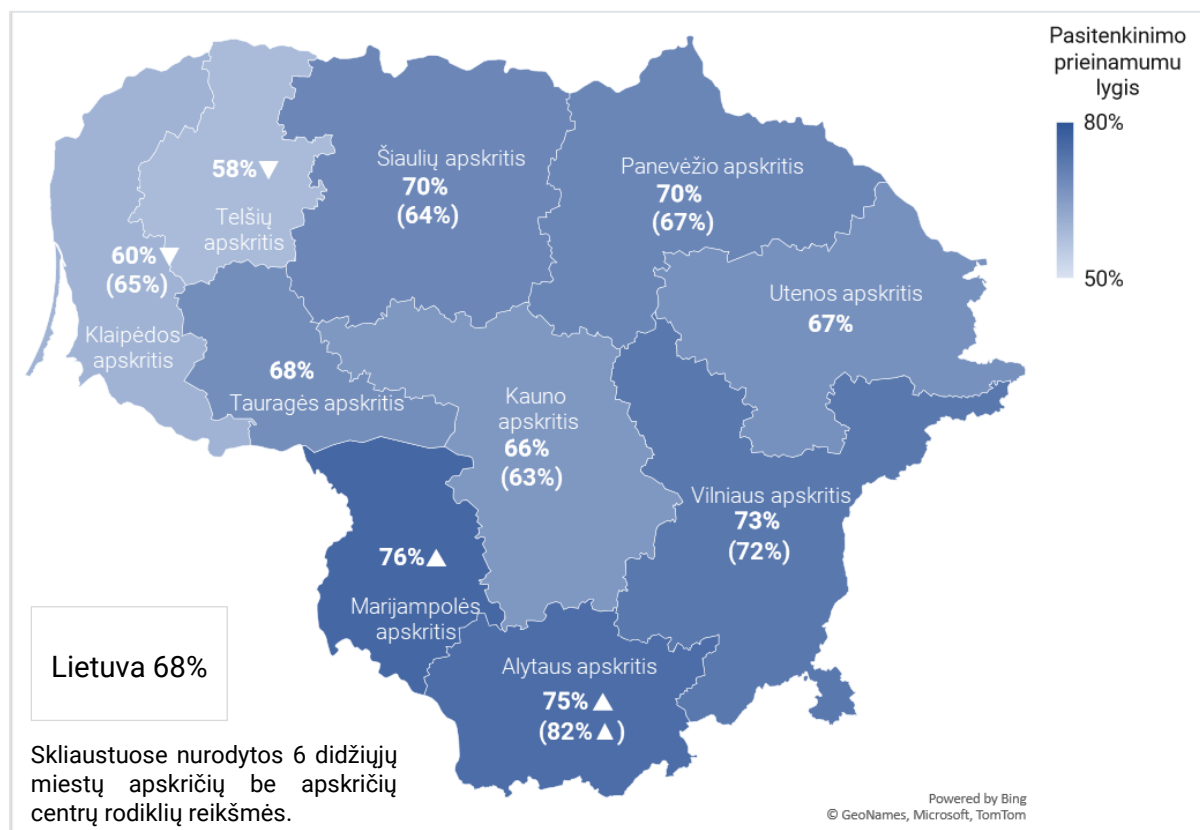 Pasitenkinimo
prieinamumu
lygis
80%
50%
Šiaulių apskritis
70%
(64%)
Panevėžio apskritis
70%
(67%)
58%▼
Telšių
apskritis
60%▼
(65%)
Klaipėdos
apskritis
Utenos apskritis
67%
68%
Tauragės apskritis
Kauno
apskritis
66%
(63%)
Vilniaus apskritis
73%
(72%)
76%▲
Marijampolės
apskritis
Alytaus apskritis
75%▲
(82%▲)
Lietuva 68%
Skliaustuose nurodytos 6 didžiųjų
miestų apskričių be apskričių
centrų rodiklių reikšmės.
Powered by Bing
© GeoNames, Microsoft, TomTom